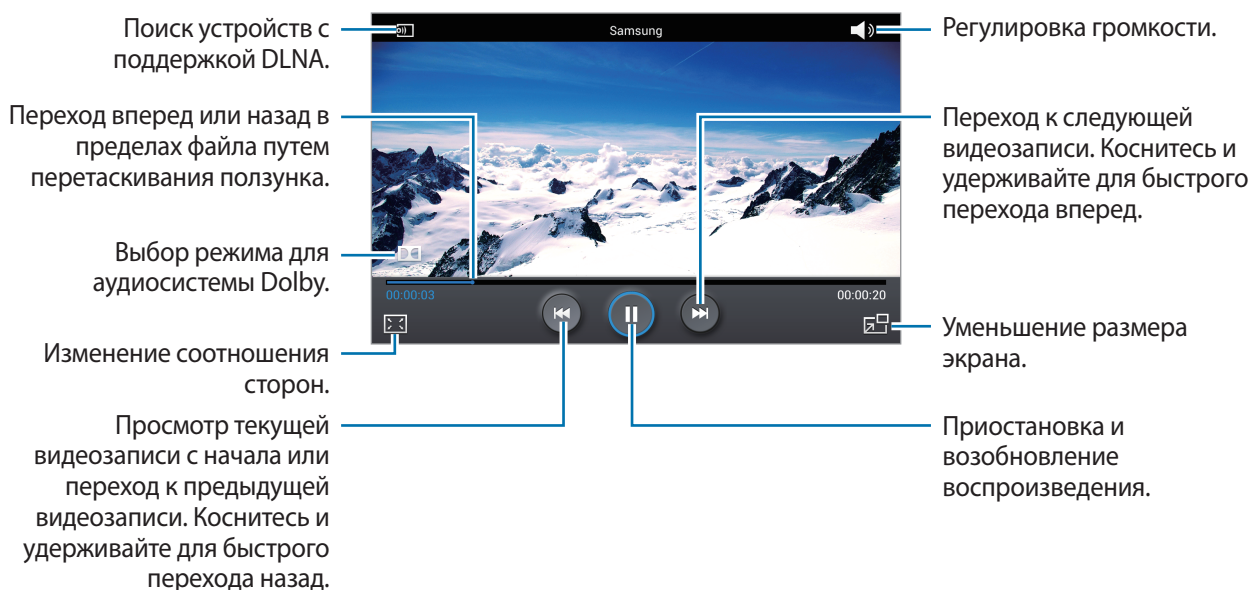 Поиск устройств с
поддержкой DLNA.
Переход вперед или назад в
пределах файла путем
перетаскивания ползунка.
Выбор режима для
аудиосистемы Dolby.
Изменение соотношения
сторон.
Просмотр текущей
видеозаписи с начала или
переход к предыдущей
видеозаписи. Коснитесь и
удерживайте для быстрого
перехода назад.
Samsung
00:00:03
00:00:20
Регулировка громкости.
Переход к следующей
видеозаписи. Коснитесь и
удерживайте для быстрого
перехода вперед.
Уменьшение размера
экрана.
Приостановка и
возобновление
воспроизведения.